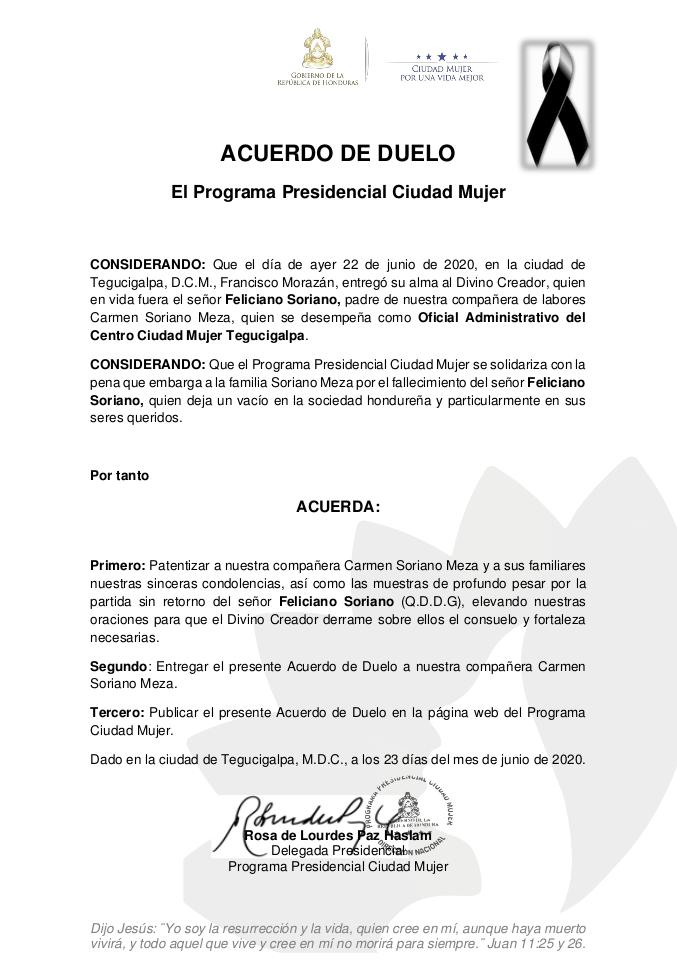 GOBIERNO DE LA
REPÚBLICA DE HONDURAS
CIUDAD MUJER
POR UNA VIDA MEJOR
ACUERDO DE DUELO
El Programa Presidencial Ciudad Mujer
CONSIDERANDO: Que el día de ayer 22 de junio de 2020, en la ciudad de
Tegucigalpa, D.C.M., Francisco Morazán, entregó su alma al Divino Creador, quien
en vida fuera el señor Feliciano Soriano, padre de nuestra compañera de labores
Carmen Soriano Meza, quien se desempeña como Oficial Administrativo del
Centro Ciudad Mujer Tegucigalpa.
CONSIDERANDO: Que el Programa Presidencial Ciudad Mujer se solidariza con la
pena que embarga a la familia Soriano Meza por el fallecimiento del señor Feliciano
Soriano, quien deja un vacío en la sociedad hondureña y particularmente en sus
seres queridos.
Por tanto
ACUERDA:
Primero: Patentizar a nuestra compañera Carmen Soriano Meza y a sus familiares
nuestras sinceras condolencias, así como las muestras de profundo pesar por la
partida sin retorno del señor Feliciano Soriano (Q.D.D.G), elevando nuestras
oraciones para que el Divino Creador derrame sobre ellos el consuelo y fortaleza
necesarias.
Segundo: Entregar el presente Acuerdo de Duelo a nuestra compañera Carmen
Soriano Meza.
Tercero: Publicar el presente Acuerdo de Duelo en la página web del Programa
Ciudad Mujer.
Dado en la ciudad de Tegucigalpa, M.D.C., a los 23 días del mes de junio de 2020.
PROGRAMA PRESIDENCIAL CIUDAD MUJER
DIRECCIÓN NACIONAL
Rosa de Lourdes Paz Haslam
Delegada Presidencial
Programa Presidencial Ciudad Mujer
Dijo Jesús: ¨Yo soy la resurrección y la vida, quien cree en mí, aunque haya muerto
vivirá, y todo aquel que vive y cree en mí no morirá para siempre.¨ Juan 11:25 y 26.